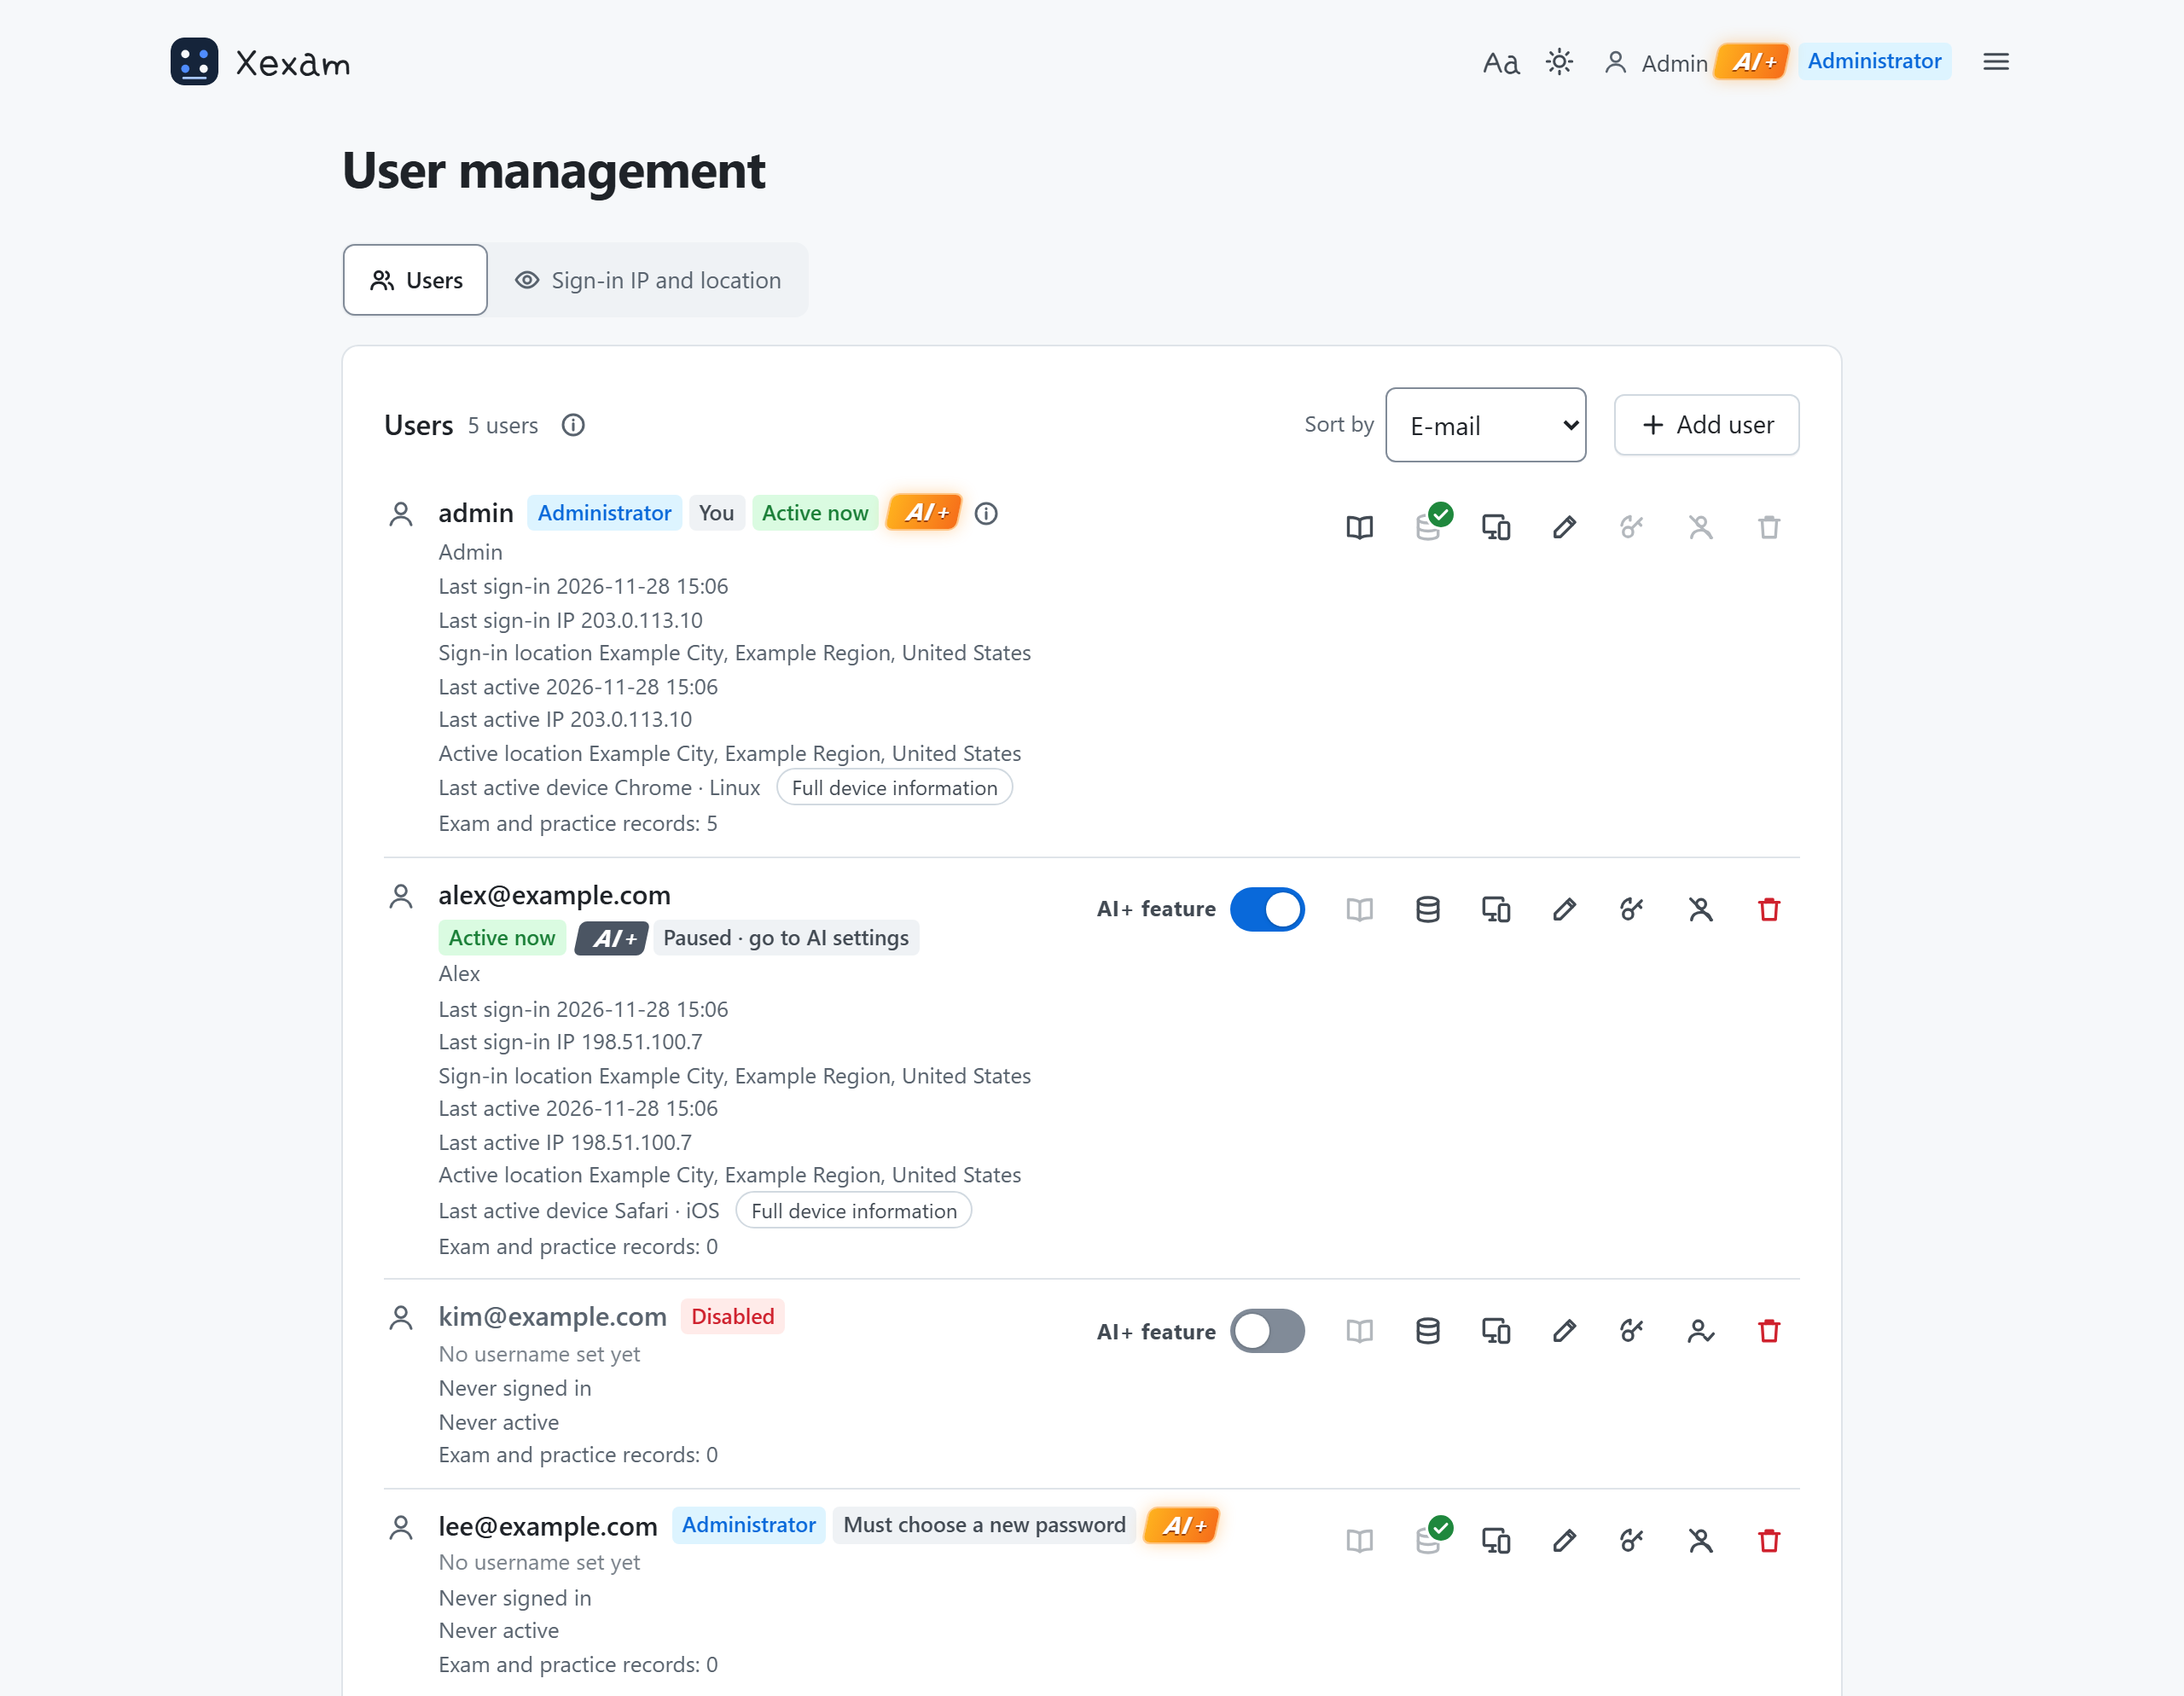 Xexam
Aa Admin AI+ Administrator
User management
Users Sign-in IP and location
Users 5 users Sort by E-mail Add user
admin Administrator You Active now AI+
Admin
Last sign-in 2026-11-28 15:06
Last sign-in IP 203.0.113.10
Sign-in location Example City, Example Region, United States
Last active 2026-11-28 15:06
Last active IP 203.0.113.10
Active location Example City, Example Region, United States
Last active device Chrome · Linux Full device information
Exam and practice records: 5
alex@example.com AI+ feature
Active now AI+ Paused · go to AI settings
Alex
Last sign-in 2026-11-28 15:06
Last sign-in IP 198.51.100.7
Sign-in location Example City, Example Region, United States
Last active 2026-11-28 15:06
Last active IP 198.51.100.7
Active location Example City, Example Region, United States
Last active device Safari · iOS Full device information
Exam and practice records: 0
kim@example.com Disabled AI+ feature
No username set yet
Never signed in
Never active
Exam and practice records: 0
lee@example.com Administrator Must choose a new password AI+
No username set yet
Never signed in
Never active
Exam and practice records: 0